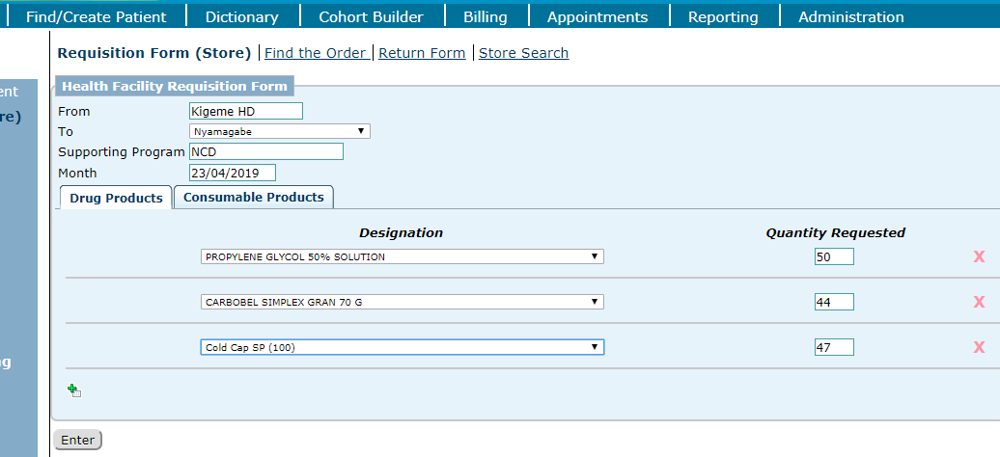 Find/Create Patient Dictionary Cohort Builder Billing Appointments Reporting Administration
Requisition Form (Store) Find the Order Return Form Store Search
ent
re)
Health Facility Requisition Form
From Kigeme HD
To Nyamagabe
Supporting Program NCD
Month 23/04/2019
Drug Products Consumable Products
Designation Quantity Requested
PROPYLENE GLYCOL 50% SOLUTION 50 X
CARBOBEL SIMPLEX GRAN 70 G 44 X
Cold Cap SP (100) 47 X
g
Enter